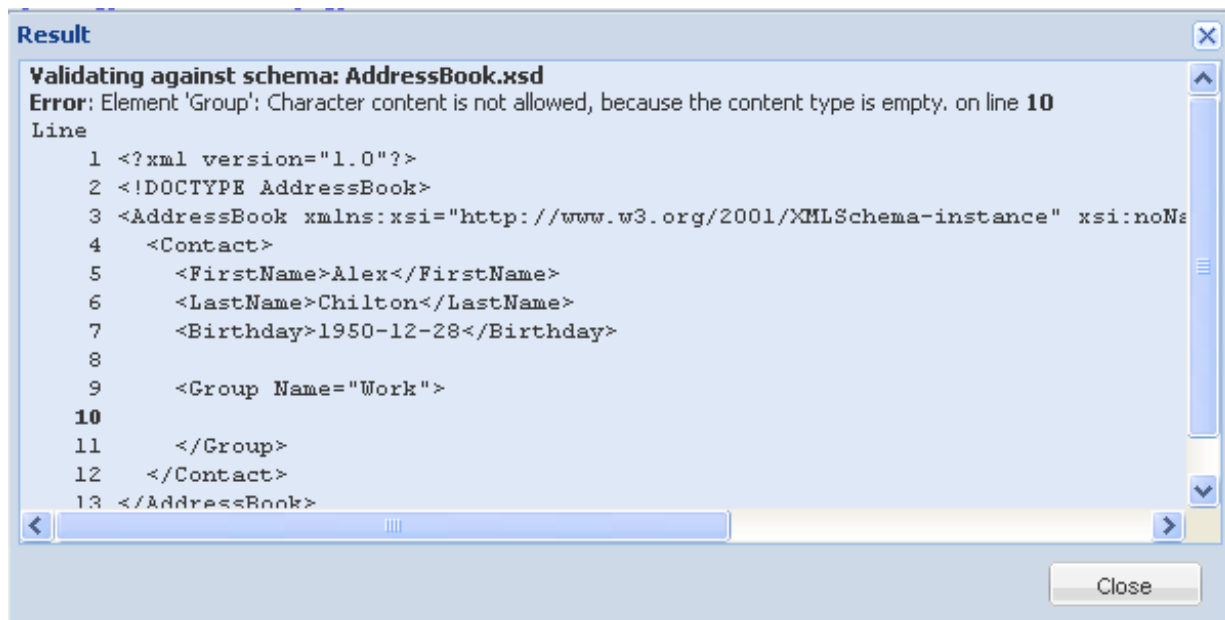 Result
Validating against schema: AddressBook.xsd
Error: Element 'Group': Character content is not allowed, because the content type is empty. on line 10
Line
1 <?xml version="1.0"?>
2 <!DOCTYPE AddressBook>
3 <AddressBook xmlns:xsi="http://www.w3.org/2001/XMLSchema-instance" xsi:noNa
4 <Contact>
5 <FirstName>Alex</FirstName>
6 <LastName>Chilton</LastName>
7 <Birthday>1950-12-28</Birthday>
8
9 <Group Name="Work">
10
11 </Group>
12 </Contact>
13 </AddressBook>
Close